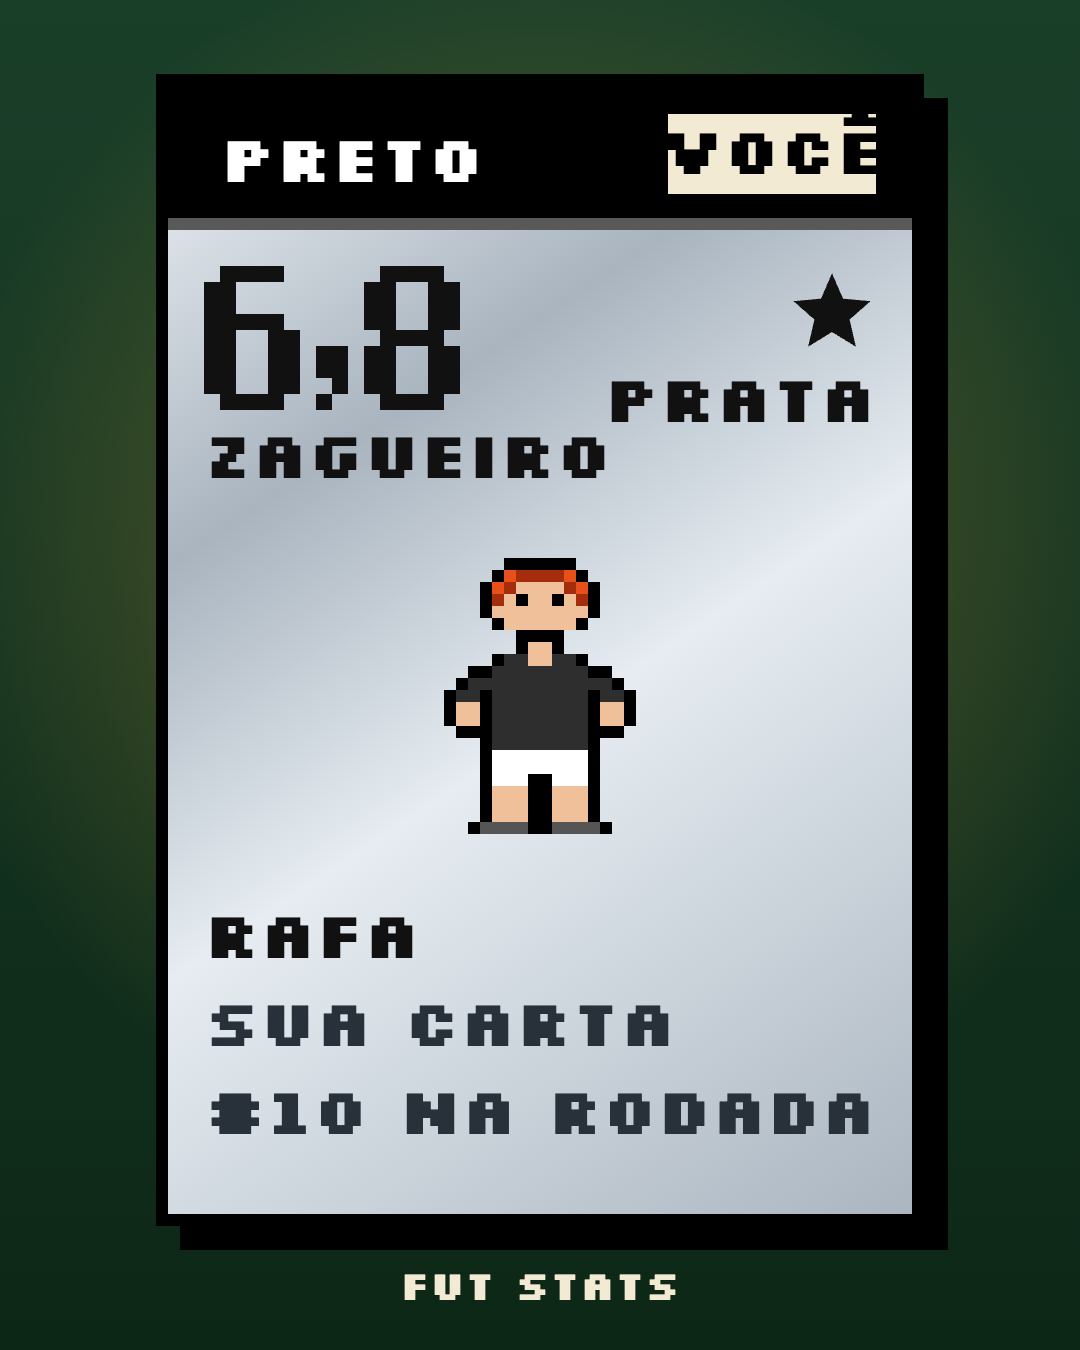 PRETO
VOCÊ
6,8
PRATA
ZAGUEIRO
RAFA
SUA CARTA
#10 NA RODADA
FUT STATS